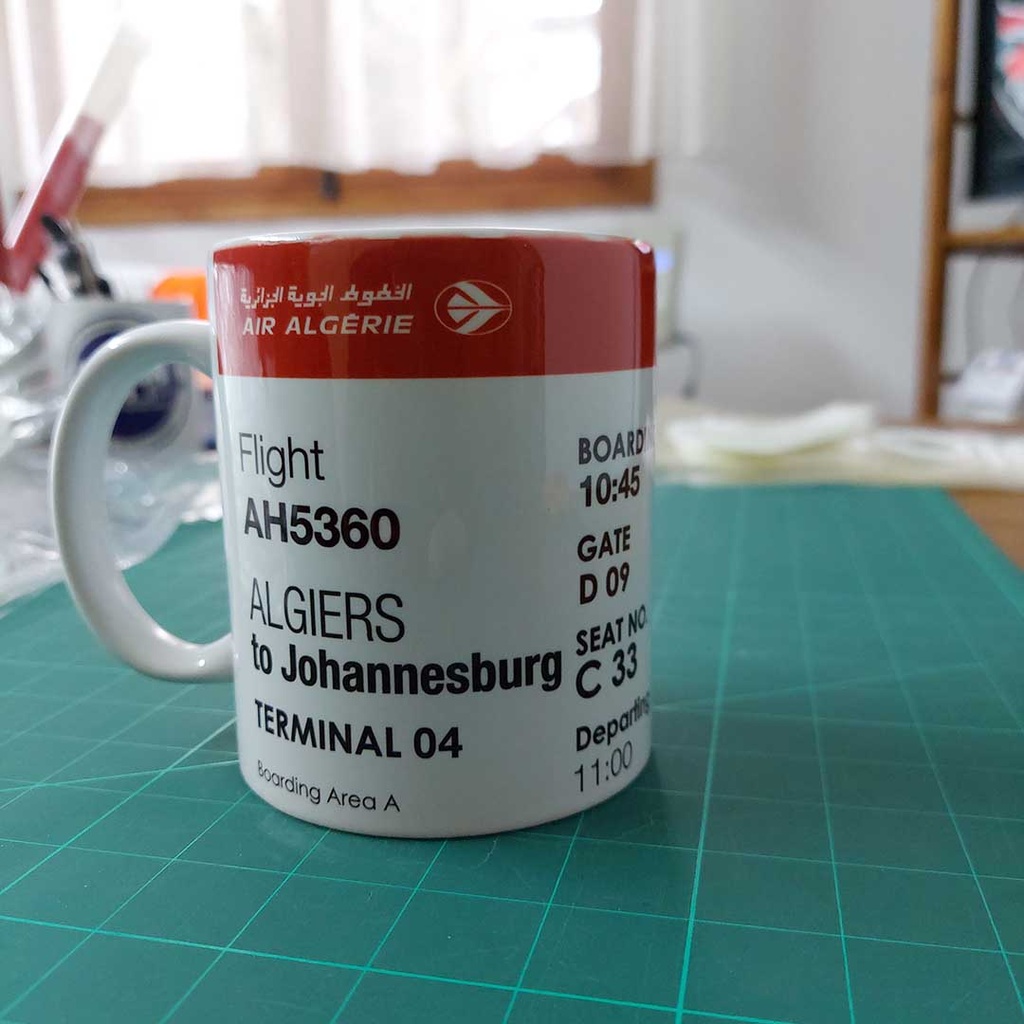 الخطوط الجوية الجزائرية
AIR ALGÉRIE
Flight
AH5360
ALGIERS
to Johannesburg
TERMINAL 04
Boarding Area A
BOARDI
10:45
GATE
D 09
SEAT NO.
C 33
Departing
11:00